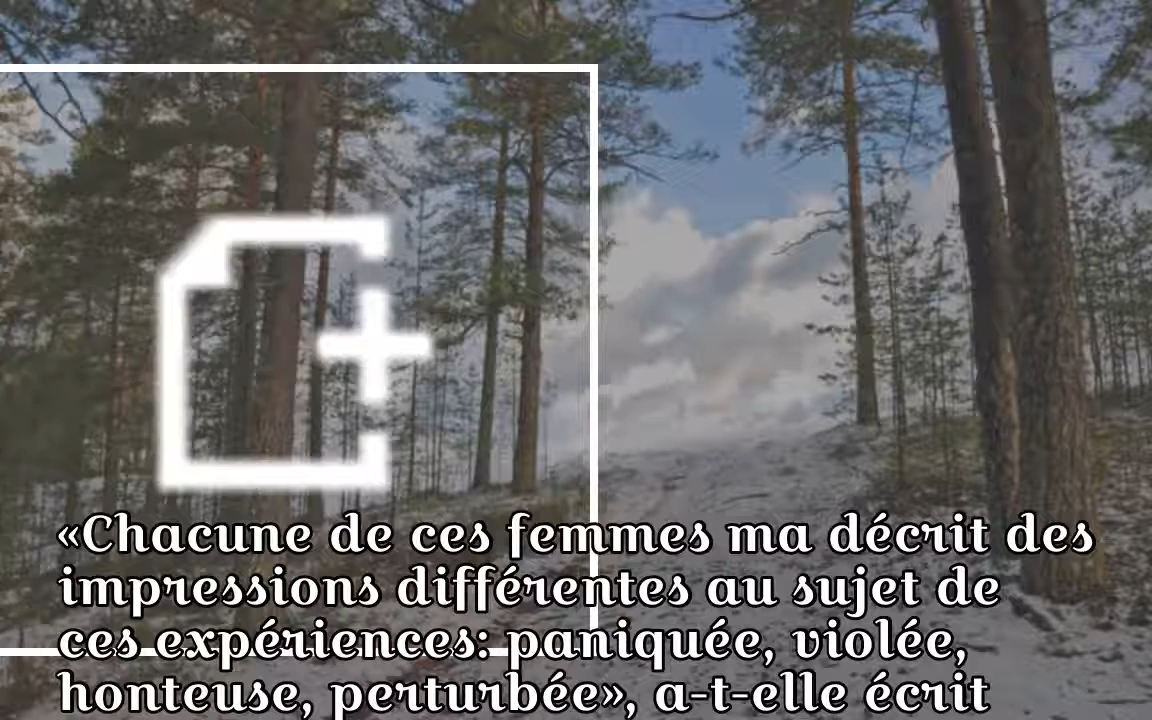 «Chacune de ces femmes ma décrit des
impressions différentes au sujet de
ces expériences: paniquée, violée,
honteuse, perturbée», a-t-elle écrit